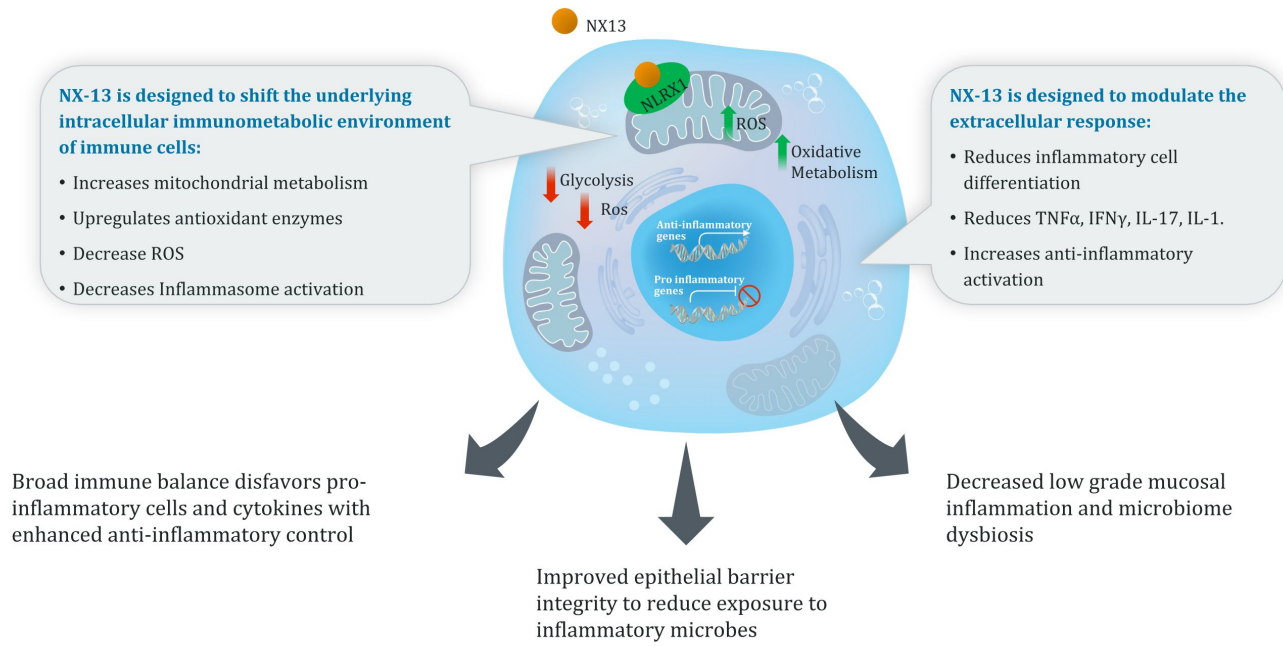 NX13
NX-13 is designed to shift the underlying
intracellular immunometabolic environment
of immune cells:
• Increases mitochondrial metabolism
• Upregulates antioxidant enzymes
• Decrease ROS
• Decreases Inflammasome activation
NLRX1
ROS
Oxidative
Metabolism
Glycolysis
Ros
Anti-inflammatory
genes
Pro inflammatory
genes
NX-13 is designed to modulate the
extracellular response:
• Reduces inflammatory cell
differentiation
• Reduces TNFα, IFNγ, IL-17, IL-1.
• Increases anti-inflammatory
activation
Broad immune balance disfavors pro-
inflammatory cells and cytokines with
enhanced anti-inflammatory control
Improved epithelial barrier
integrity to reduce exposure to
inflammatory microbes
Decreased low grade mucosal
inflammation and microbiome
dysbiosis